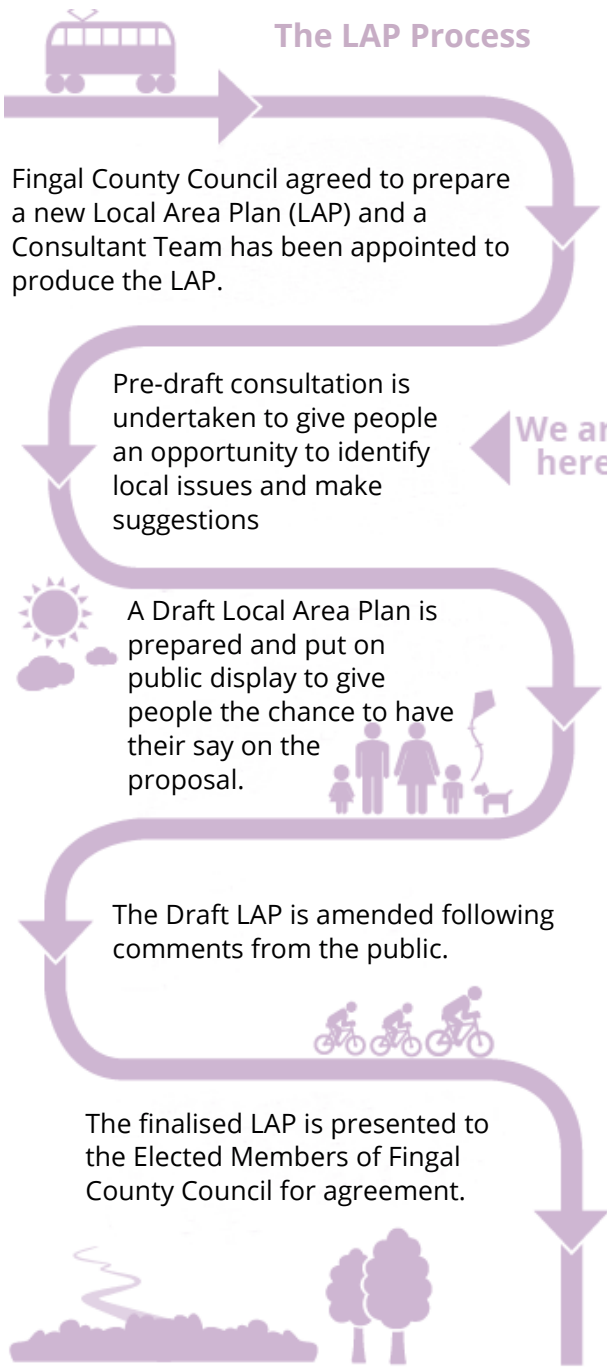 The LAP Process
Fingal County Council agreed to prepare
a new Local Area Plan (LAP) and a
Consultant Team has been appointed to
produce the LAP.
Pre-draft consultation is
undertaken to give people
an opportunity to identify
local issues and make
suggestions
We ar
here
A Draft Local Area Plan is
prepared and put on
public display to give
people the chance to have
their say on the
proposal.
The Draft LAP is amended following
comments from the public.
The finalised LAP is presented to
the Elected Members of Fingal
County Council for agreement.